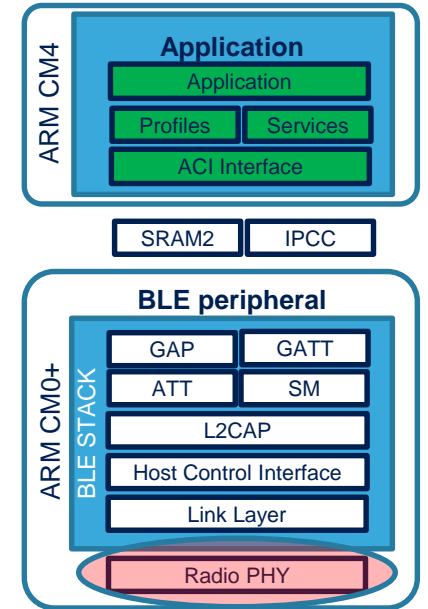 ARM CM4
Application
Application
Profiles Services
ACI Interface
SRAM2 IPCC
ARM CM0+
BLE peripheral
BLE STACK
GAP GATT
ATT SM
L2CAP
Host Control Interface
Link Layer
Radio PHY